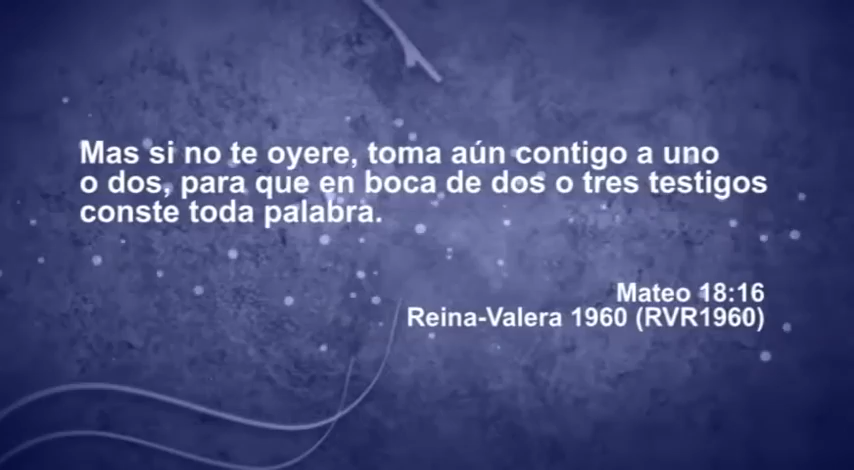 Mas si no te oyere, toma aún contigo a uno
o dos, para que en boca de dos o tres testigos
conste toda palabra.
Mateo 18:16
Reina-Valera 1960 (RVR1960)